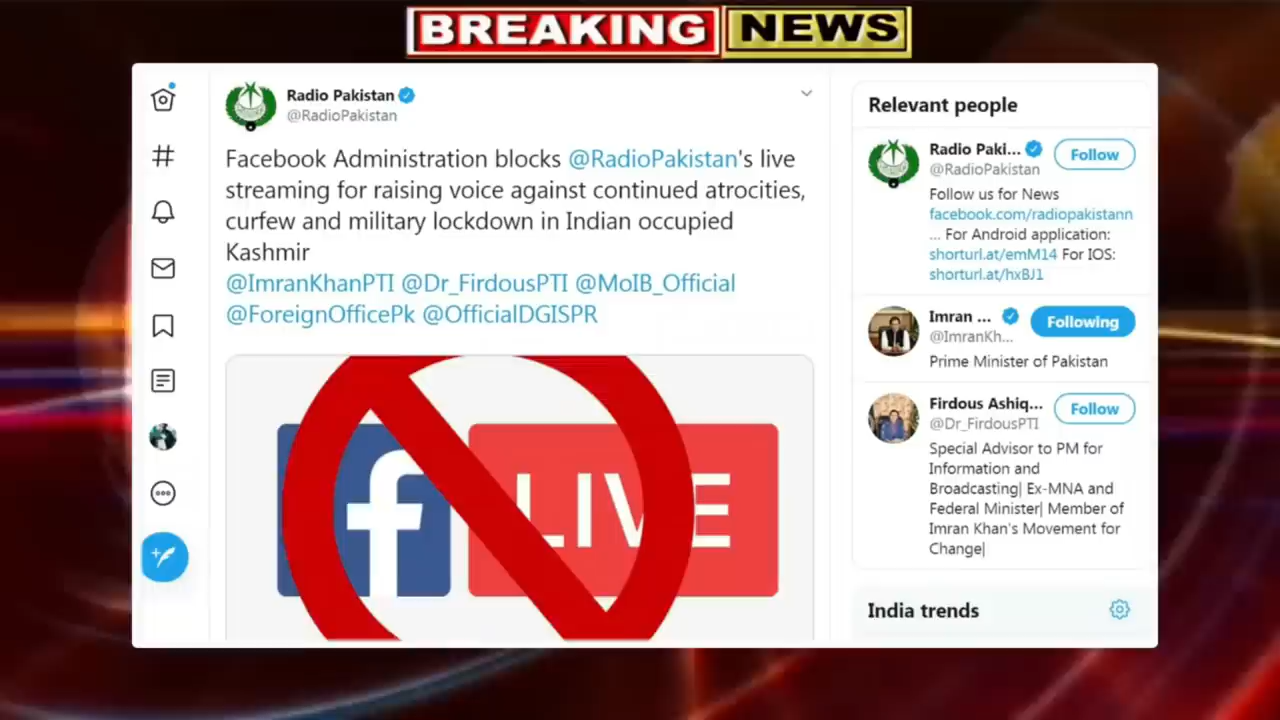 BREAKING NEWS
Radio Pakistan
@RadioPakistan
Facebook Administration blocks @RadioPakistan's live
streaming for raising voice against continued atrocities,
curfew and military lockdown in Indian occupied
Kashmir
@ImranKhanPTI @Dr_FirdousPTI @MoIB_Official
@ForeignOfficePk @OfficialDGISPR
f LIVE
Relevant people
Radio Paki...
@RadioPakistan
Follow
Follow us for News
facebook.com/radiopakistann
... For Android application:
shorturl.at/emM14 For IOS:
shorturl.at/hxBJ1
Imran ...
@ImranKh...
Following
Prime Minister of Pakistan
Firdous Ashiq...
@Dr_FirdousPTI
Follow
Special Advisor to PM for
Information and
Broadcasting| Ex-MNA and
Federal Minister| Member of
Imran Khan's Movement for
Change|
India trends